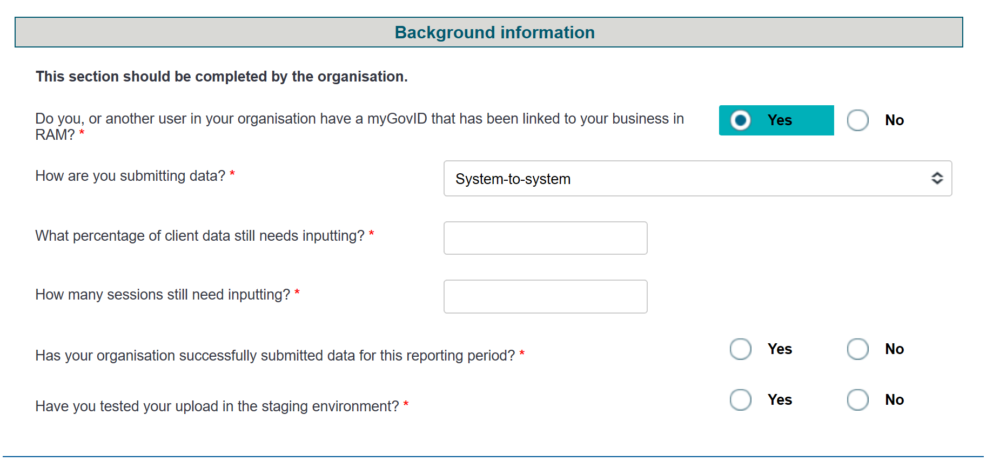 Background information
This section should be completed by the organisation.
Do you, or another user in your organisation have a myGovID that has been linked to your business in
RAM? *
Yes
No
How are you submitting data? *
System-to-system
What percentage of client data still needs inputting? *
How many sessions still need inputting? *
Has your organisation successfully submitted data for this reporting period? *
Yes
No
Have you tested your upload in the staging environment? *
Yes
No